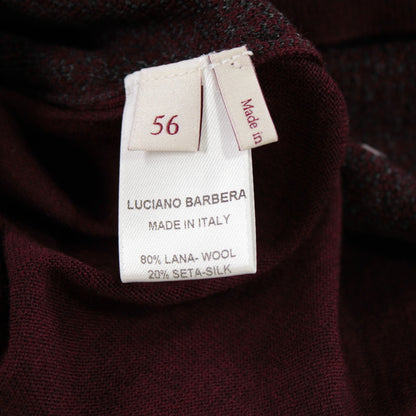 56
Made in
LUCIANO BARBERA
MADE IN ITALY
80% LANA- WOOL
20% SETA-SILK